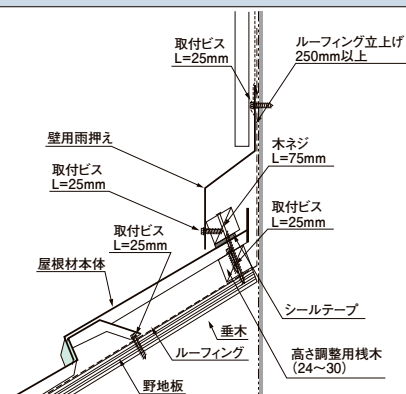 取付ビス
L=25mm
ルーフィング立上げ
250mm以上
壁用雨押え
木ネジ
L=75mm
取付ビス
L=25mm
取付ビス
L=25mm
取付ビス
L=25mm
屋根材本体
シールテープ
垂木
ルーフィング
高さ調整用桟木
(24〜30)
野地板